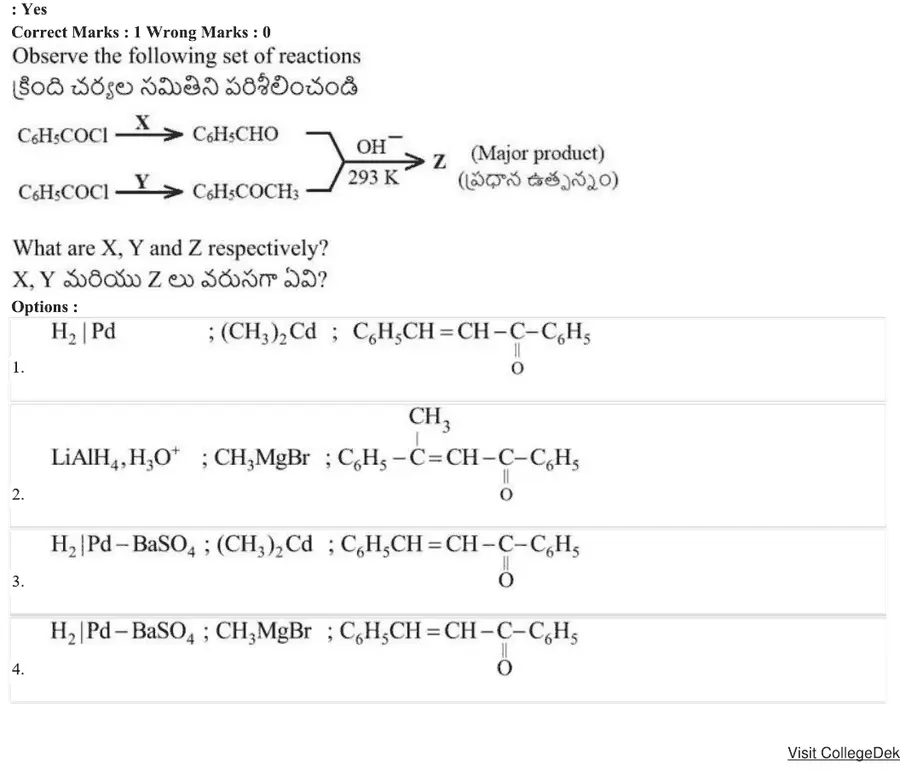 : Yes
Correct Marks : 1 Wrong Marks : 0
Observe the following set of reactions
క్రింది చర్యల సమితిని పరిశీలించండి
C₆H₅COCl X C₆H₅CHO
OH⁻
293 K
Z (Major product)
(ప్రధాన ఉత్పన్నం)
C₆H₅COCl Y C₆H₅COCH₃
What are X, Y and Z respectively?
X, Y మరియు Z లు వరుసగా ఏవి?
Options :
1. H₂|Pd ; (CH₃)₂Cd ; C₆H₅CH=CH–C–C₆H₅
O
CH₃
2. LiAlH₄,H₃O⁺ ; CH₃MgBr ; C₆H₅–C=CH–C–C₆H₅
O
3. H₂|Pd–BaSO₄ ; (CH₃)₂Cd ; C₆H₅CH=CH–C–C₆H₅
O
4. H₂|Pd–BaSO₄ ; CH₃MgBr ; C₆H₅CH=CH–C–C₆H₅
O
Visit CollegeDek